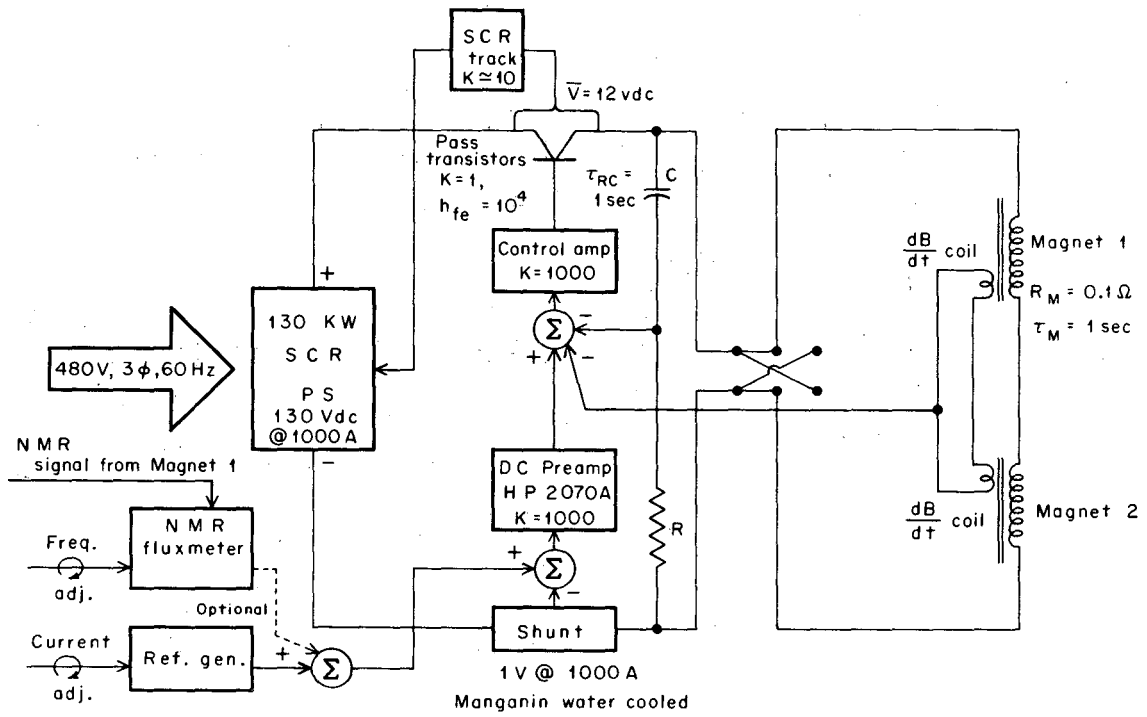 SCR
track
K≃10
V̅ = 12 vdc
Pass
transistors
K = 1,
h_fe = 10⁴
τ_RC =
1 sec
C
Control amp
K = 1000
+
130 KW
SCR
PS
130 Vdc
@ 1000 A
−
480V, 3ϕ, 60 Hz
Σ
−
−
+
dB/dt coil
Magnet 1
R_M = 0.1 Ω
τ_M = 1 sec
NMR
signal from Magnet 1
DC Preamp
HP 2070A
K = 1000
R
dB/dt coil
Magnet 2
NMR
fluxmeter
Freq.
adj.
+
Σ
−
Optional
Current
adj.
Ref. gen.
+
Σ
Shunt
1 V @ 1000 A
Manganin water cooled